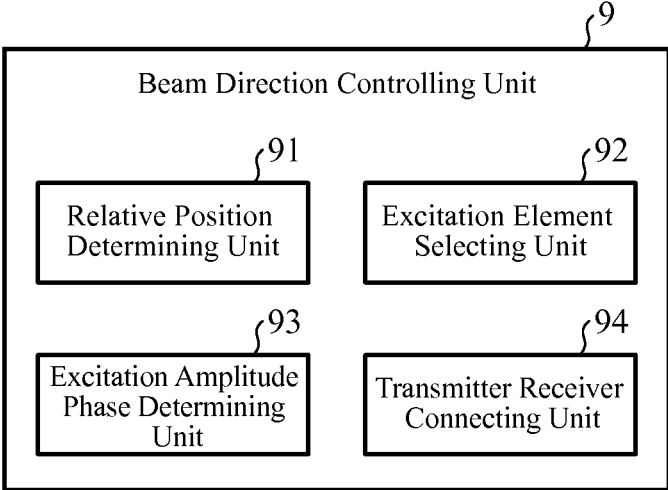 9
Beam Direction Controlling Unit
91
Relative Position
Determining Unit
92
Excitation Element
Selecting Unit
93
Excitation Amplitude
Phase Determining
Unit
94
Transmitter Receiver
Connecting Unit